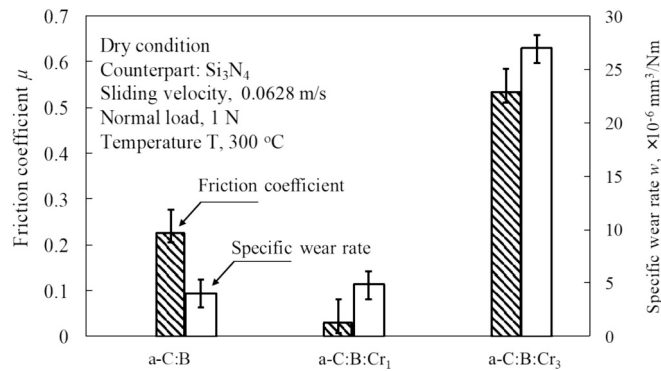 0.7
0.6
0.5
0.4
0.3
0.2
0.1
0
Friction coefficient μ
Dry condition
Counterpart: Si₃N₄
Sliding velocity, 0.0628 m/s
Normal load, 1 N
Temperature T, 300 °C
Friction coefficient
Specific wear rate
30
25
20
15
10
5
0
Specific wear rate w, ×10⁻⁶ mm³/Nm
a-C:B
a-C:B:Cr₁
a-C:B:Cr₃